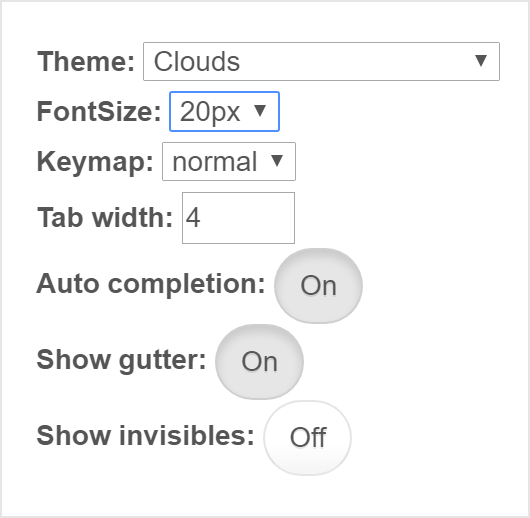 Theme: Clouds
FontSize: 20px
Keymap: normal
Tab width: 4
Auto completion: On
Show gutter: On
Show invisibles: Off